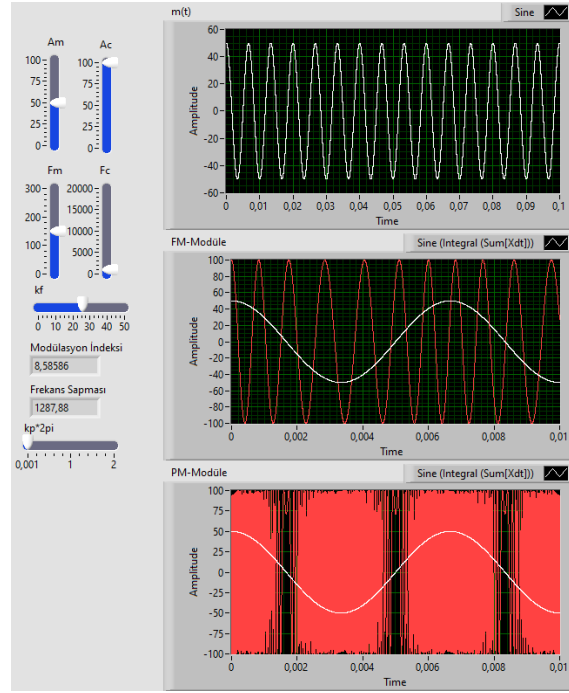 m(t)
Sine
Am
Ac
100-
75-
50-
25-
0-
100-
75-
50-
25-
0-
Fm
Fc
300-
200-
100-
0-
20000-
15000-
10000-
5000-
0-
kf
0 10 20 30 40 50
Modülasyon İndeksi
8,58586
Frekans Sapması
1287,88
kp*2pi
0,001 1 2
Amplitude
60-
40-
20-
0-
-20-
-40-
-60-
0 0,01 0,02 0,03 0,04 0,05 0,06 0,07 0,08 0,09 0,1
Time
FM-Modüle
Sine (Integral (Sum[Xdt]))
Amplitude
100-
80-
60-
40-
20-
0-
-20-
-40-
-60-
-80-
-100-
0 0,002 0,004 0,006 0,008 0,01
Time
PM-Modüle
Sine (Integral (Sum[Xdt]))
Amplitude
100-
75-
50-
25-
0-
-25-
-50-
-75-
-100-
0 0,002 0,004 0,006 0,008 0,01
Time